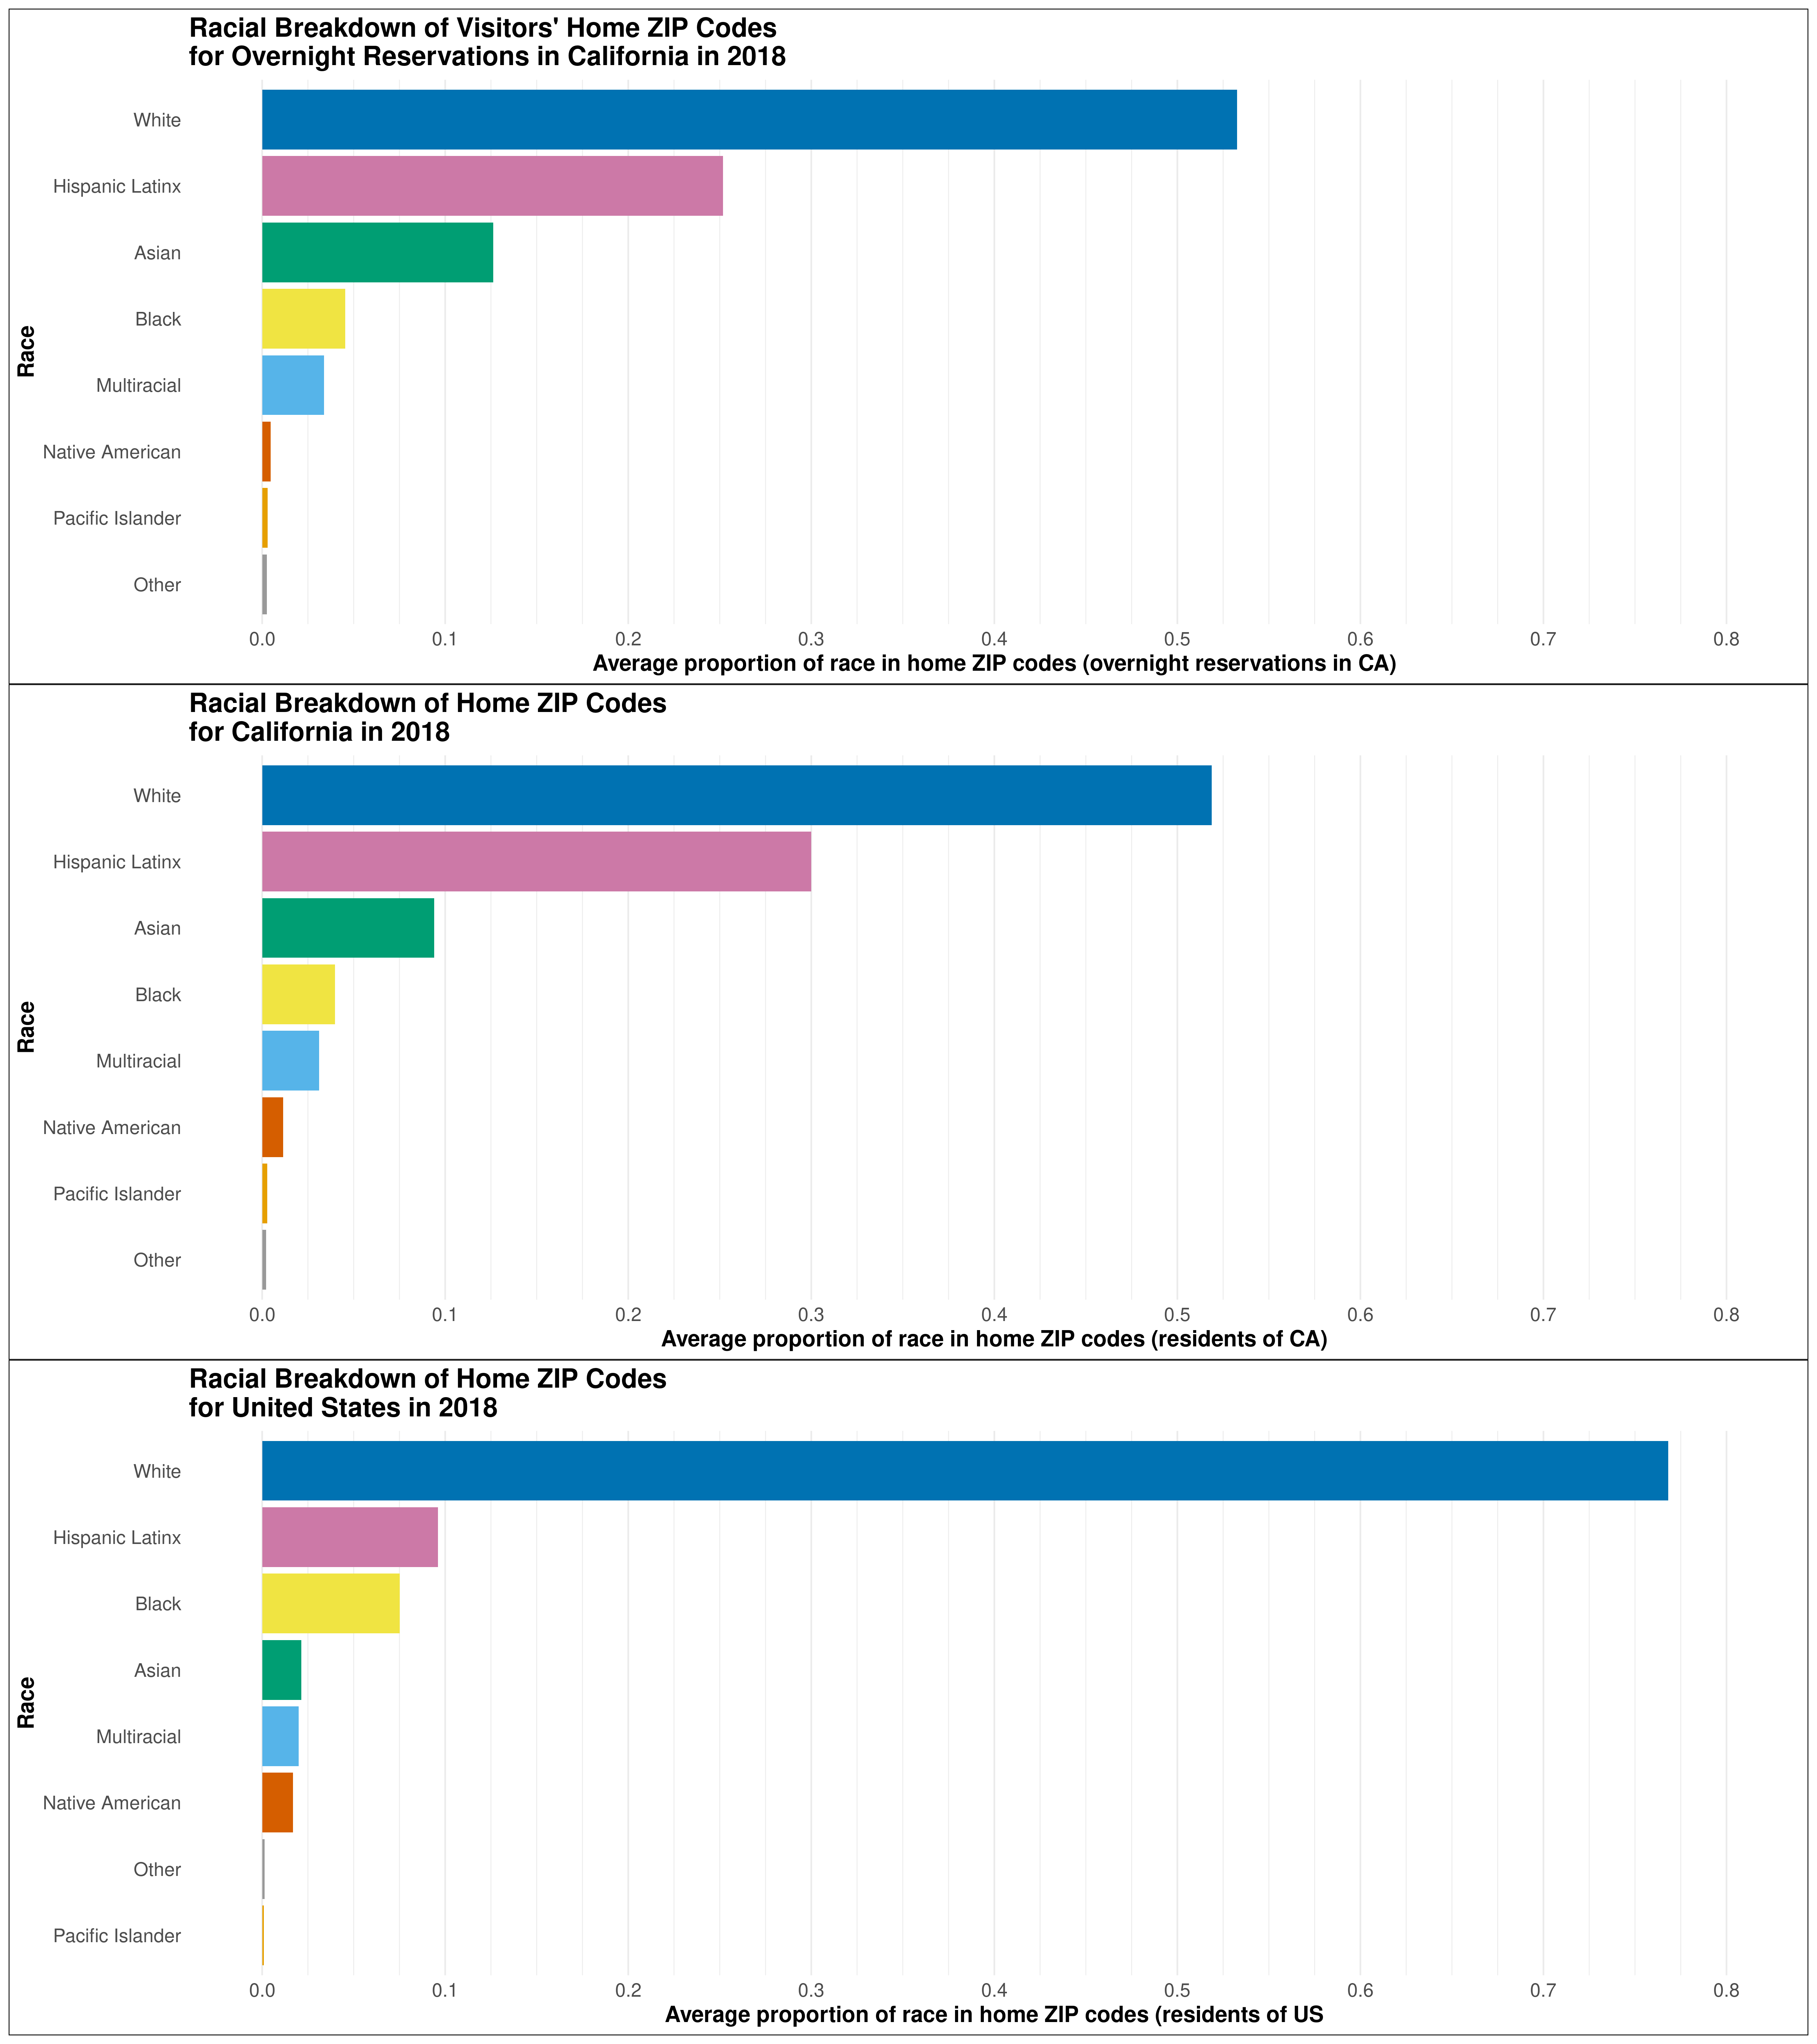 Racial Breakdown of Visitors' Home ZIP Codes
for Overnight Reservations in California in 2018
Race
White
Hispanic Latinx
Asian
Black
Multiracial
Native American
Pacific Islander
Other
0.0 0.1 0.2 0.3 0.4 0.5 0.6 0.7 0.8
Average proportion of race in home ZIP codes (overnight reservations in CA)
Racial Breakdown of Home ZIP Codes
for California in 2018
Race
White
Hispanic Latinx
Asian
Black
Multiracial
Native American
Pacific Islander
Other
0.0 0.1 0.2 0.3 0.4 0.5 0.6 0.7 0.8
Average proportion of race in home ZIP codes (residents of CA)
Racial Breakdown of Home ZIP Codes
for United States in 2018
Race
White
Hispanic Latinx
Black
Asian
Multiracial
Native American
Other
Pacific Islander
0.0 0.1 0.2 0.3 0.4 0.5 0.6 0.7 0.8
Average proportion of race in home ZIP codes (residents of US